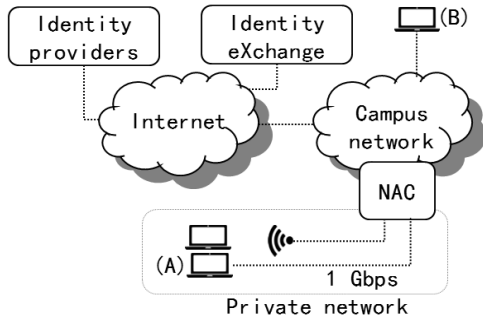 Identity
providers
Identity
eXchange
(B)
Internet
Campus
network
NAC
(A)
1 Gbps
Private network